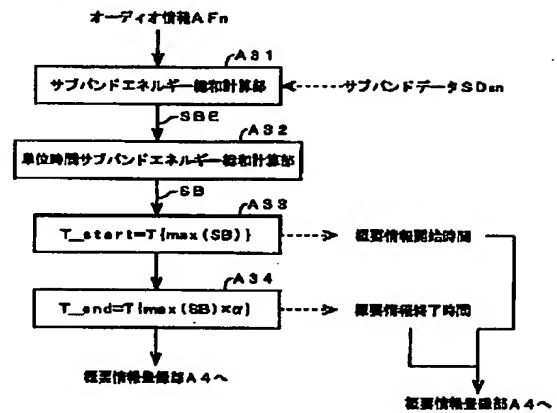 オーディオ情報AFn
A31
サブバンドエネルギー総和計算部
サブバンドデータSDsn
SBE
A32
単位時間サブバンドエネルギー総和計算部
SB
A33
T_start=T{max(SB)}
概要情報開始時間
A34
T_end=T{max(SB)×α}
概要情報終了時間
概要情報登録部A4へ
概要情報登録部A4へ